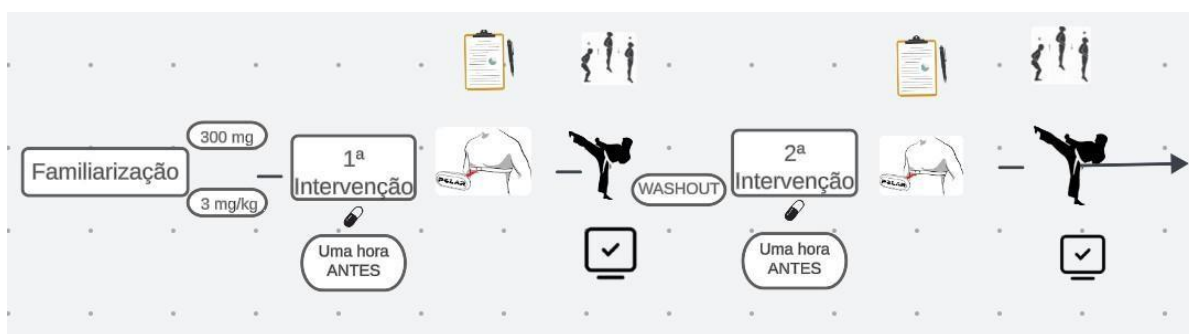 Familiarização
300 mg
3 mg/kg
1ª
Intervenção
Uma hora
ANTES
POLAR
WASHOUT
2ª
Intervenção
Uma hora
ANTES
POLAR